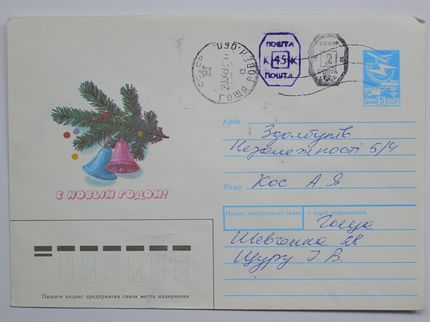 ПОШТА
К 45 К
ПОШТА
5
Куда
Здолбунів
Незалежності 5/4
Кому
Кос А Я
С НОВЫМ ГОДОМ!
Индекс предприятия связи и адрес отправителя
Гоща
Шевченка 28
Щуру І. В.
Пишите индекс предприятия связи места назначения